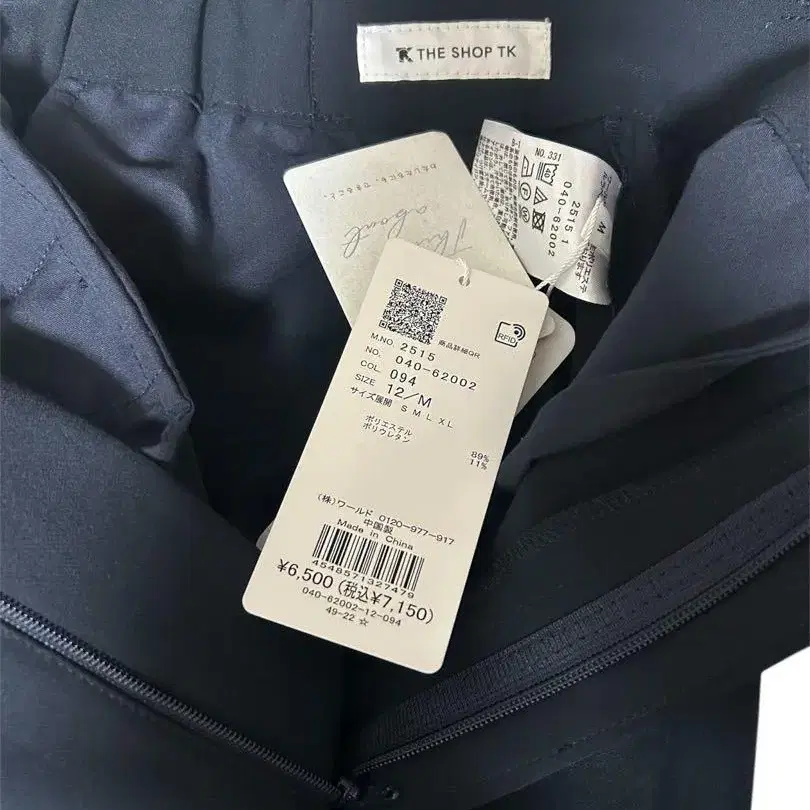 TK THE SHOP TK
B-1
NO.331
2515 1
040-62002
M
about
商品詳細QR
RFID
M.NO. 2515
NO. 040-62002
COL. 094
SIZE 12/M
サイズ展開 S M L XL
ポリエステル 89%
ポリウレタン 11%
(株)ワールド 0120-977-917
中国製
Made in China
4548571327479
¥6,500(税込¥7,150)
040-62002-12-094
49-22 ☆